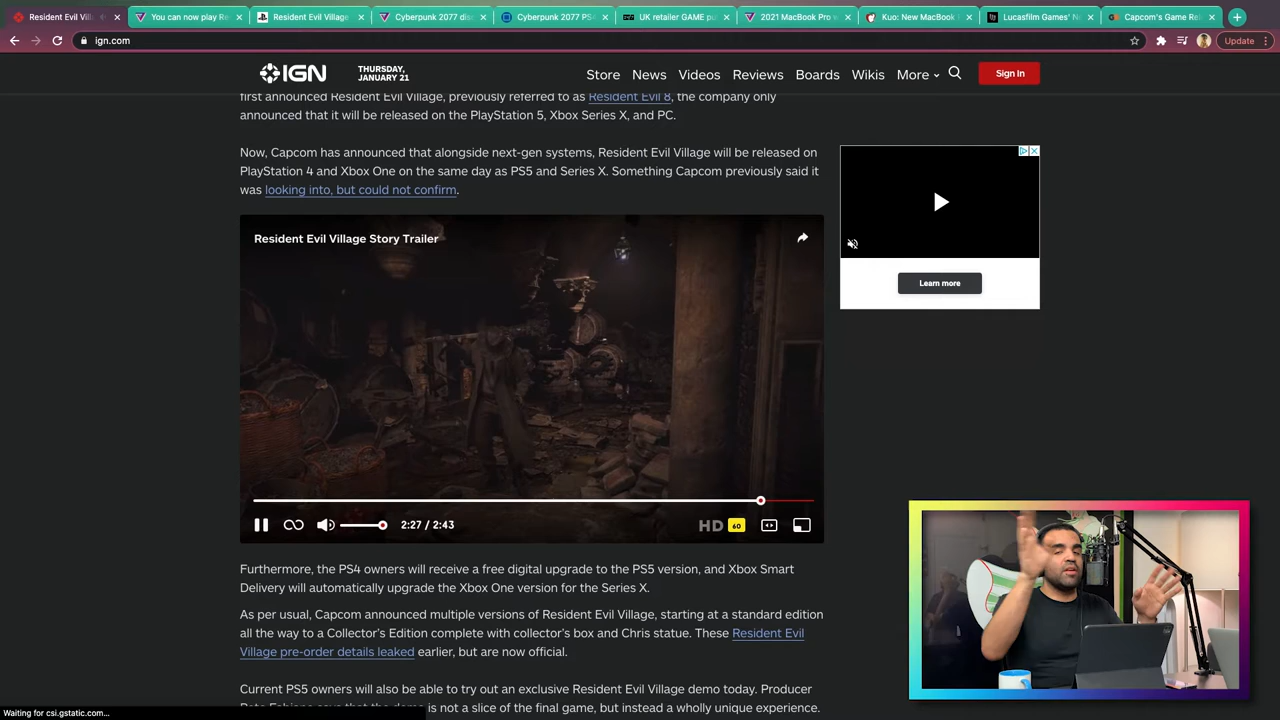 Resident Evil Vill
You can now play Re
Resident Evil Village
Cyberpunk 2077 dis
Cyberpunk 2077 PS4
UK retailer GAME pu
2021 MacBook Pro w
Kuo: New MacBook
Lucasfilm Games' N
Capcom's Game Re
ign.com
Update
IGN
THURSDAY,
JANUARY 21
Store News Videos Reviews Boards Wikis More
Sign In
first announced Resident Evil Village, previously referred to as Resident Evil 8, the company only
announced that it will be released on the PlayStation 5, Xbox Series X, and PC.
Now, Capcom has announced that alongside next-gen systems, Resident Evil Village will be released on
PlayStation 4 and Xbox One on the same day as PS5 and Series X. Something Capcom previously said it
was looking into, but could not confirm.
Resident Evil Village Story Trailer
Learn more
2:27 / 2:43
HD 60
Furthermore, the PS4 owners will receive a free digital upgrade to the PS5 version, and Xbox Smart
Delivery will automatically upgrade the Xbox One version for the Series X.
As per usual, Capcom announced multiple versions of Resident Evil Village, starting at a standard edition
all the way to a Collector's Edition complete with collector's box and Chris statue. These Resident Evil
Village pre-order details leaked earlier, but are now official.
Current PS5 owners will also be able to try out an exclusive Resident Evil Village demo today. Producer
says that the demo is not a slice of the final game, but instead a wholly unique experience.
Waiting for csi.gstatic.com...